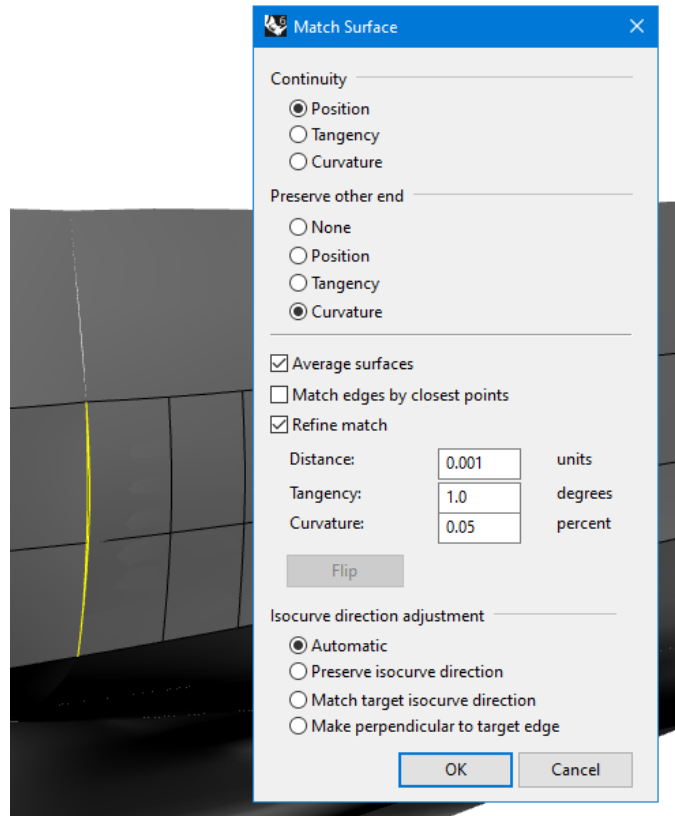 6
Match Surface
Continuity
Position
Tangency
Curvature
Preserve other end
None
Position
Tangency
Curvature
Average surfaces
Match edges by closest points
Refine match
Distance: 0.001 units
Tangency: 1.0 degrees
Curvature: 0.05 percent
Flip
Isocurve direction adjustment
Automatic
Preserve isocurve direction
Match target isocurve direction
Make perpendicular to target edge
OK Cancel